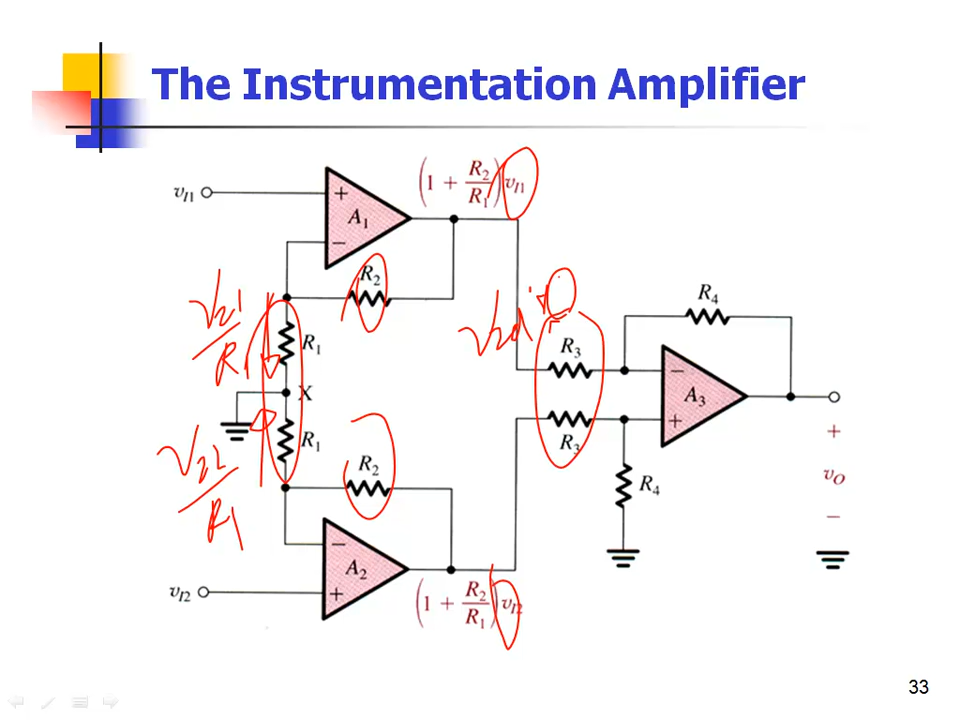 The Instrumentation Amplifier
(1 + R2/R1) vI1
vI1
+
A1
−
R2
R4
R1
R3
X
−
A3
+
R3
R1
+
R2
R4
vO
−
−
A2
+
vI2
(1 + R2/R1) vI2
33